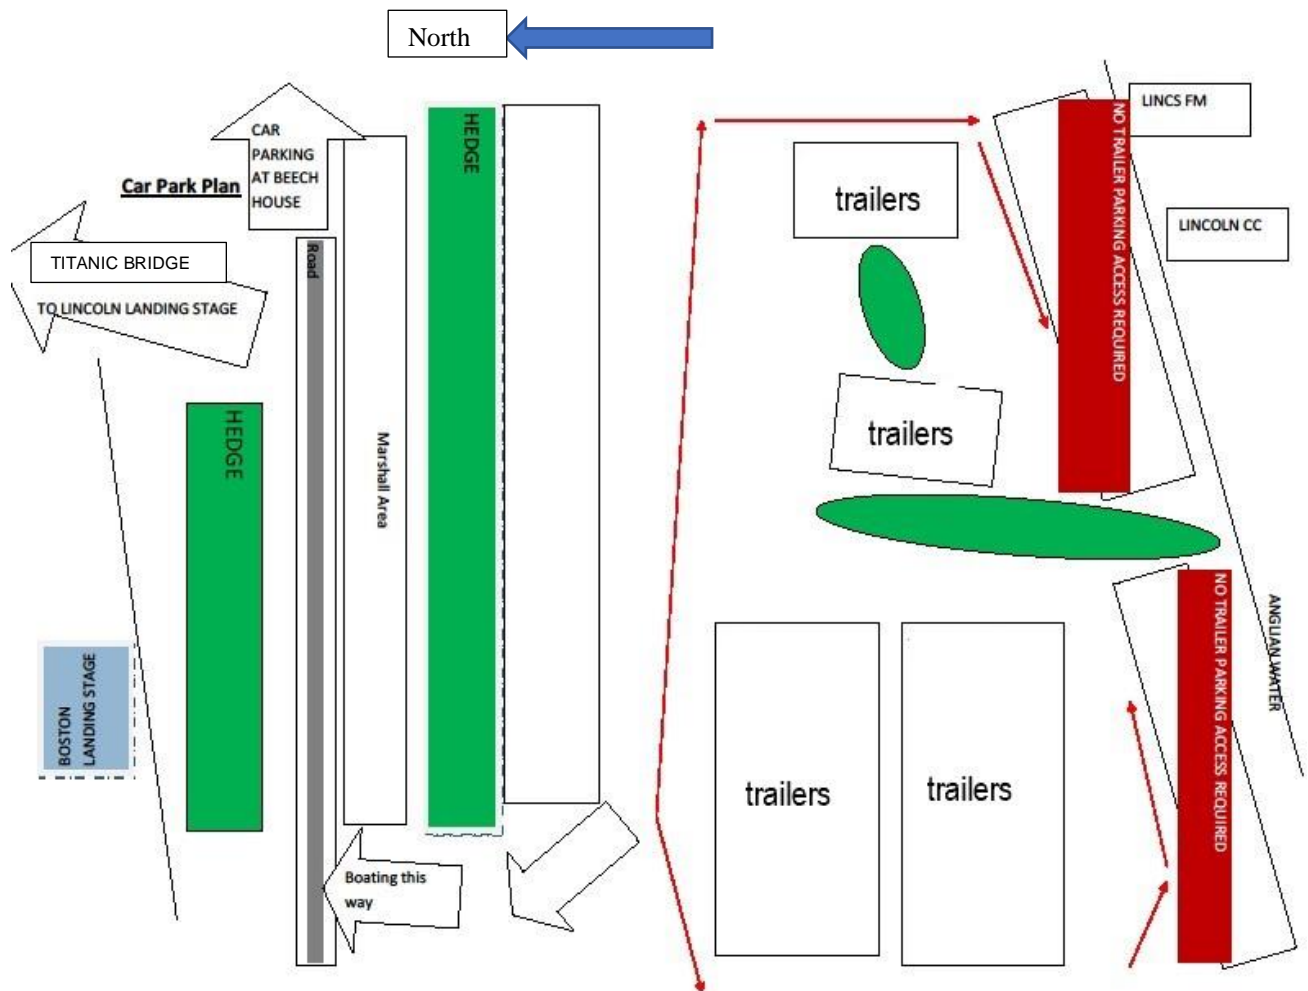 North
LINCS FM
CAR
PARKING
AT BEECH
HOUSE
HEDGE
NO TRAILER PARKING ACCESS REQUIRED
Car Park Plan
trailers
LINCOLN CC
TITANIC BRIDGE
Road
TO LINCOLN LANDING STAGE
HEDGE
Marshall Area
trailers
NO TRAILER PARKING ACCESS REQUIRED
ANGLIAN WATER
BOSTON
LANDING STAGE
trailers
trailers
Boating this
way